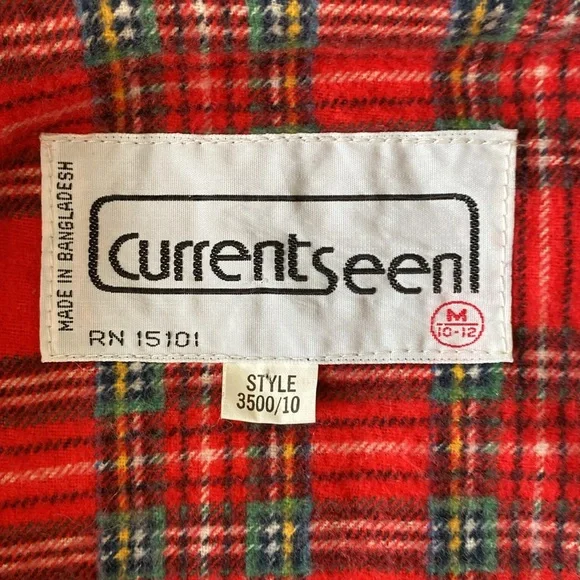 MADE IN BANGLADESH
Currentseen
RN 15101
M
10-12
STYLE
3500/10